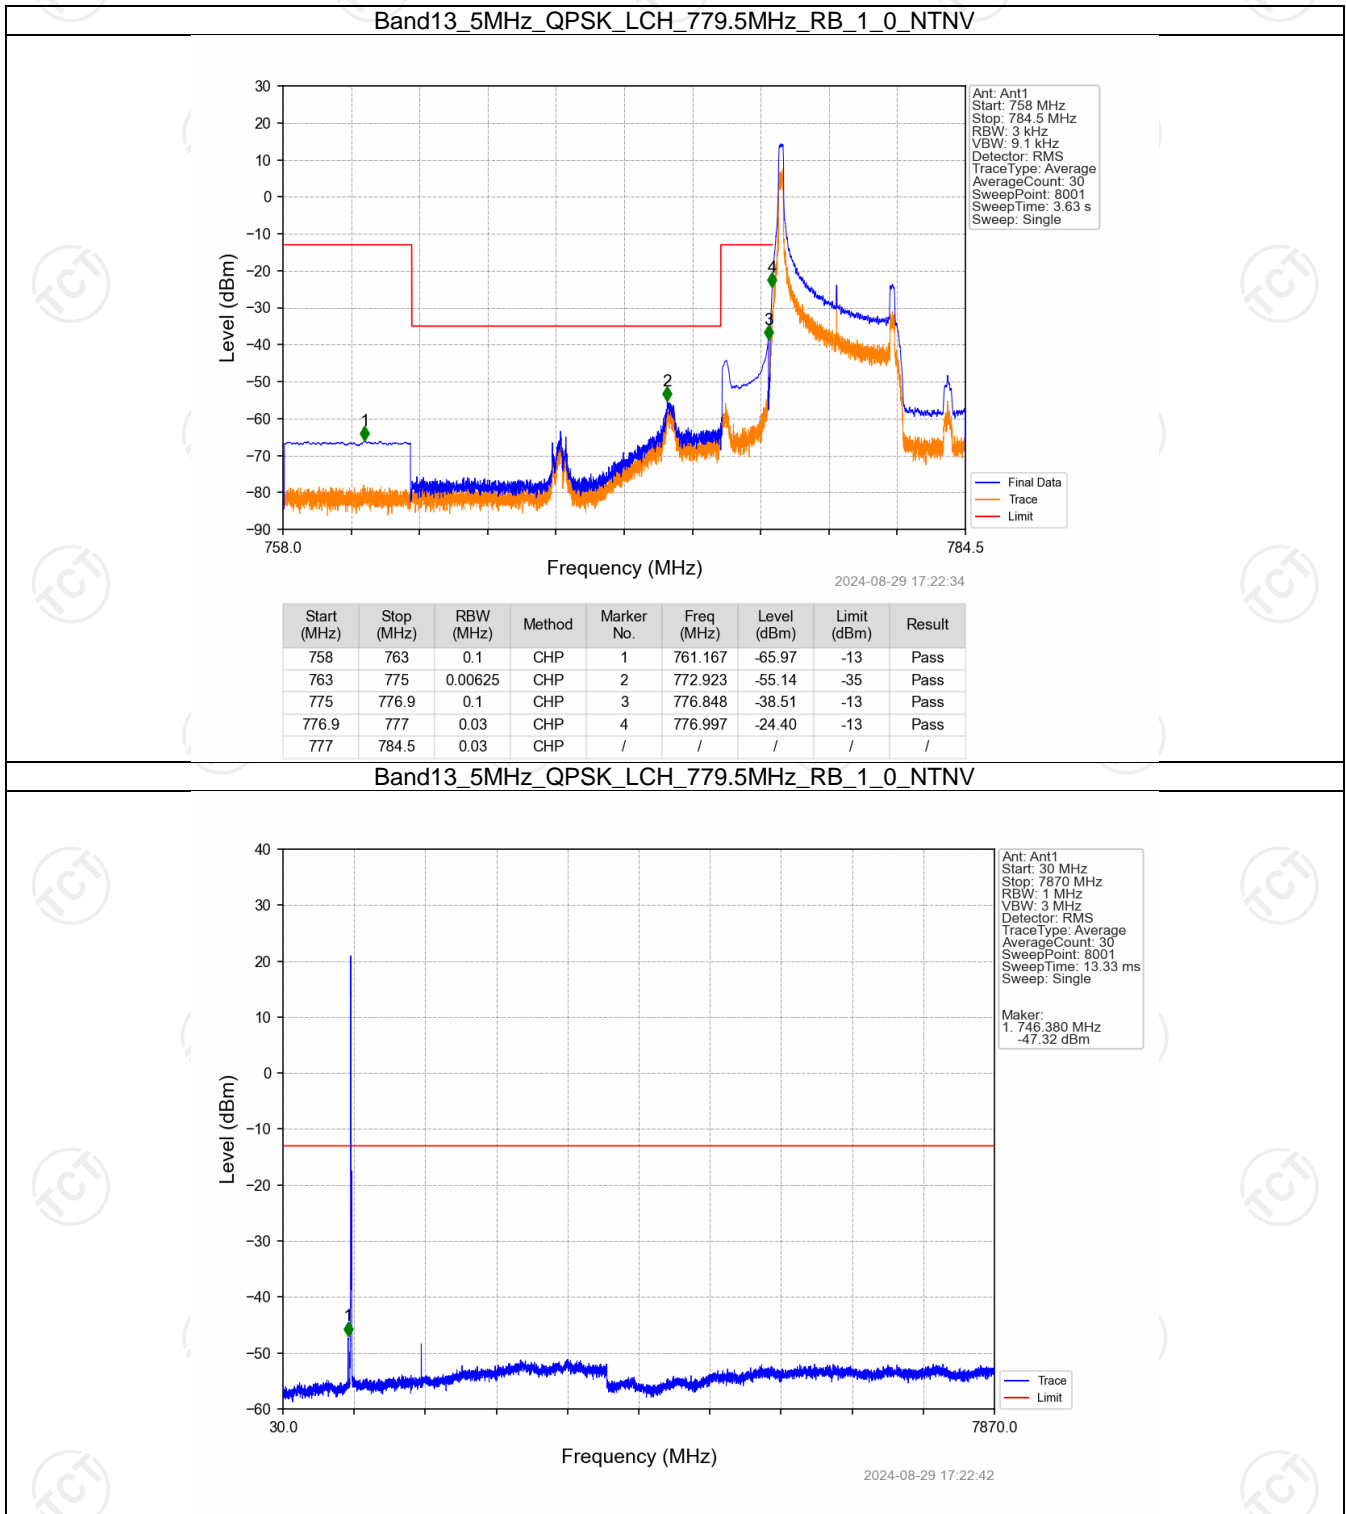 Band13_5MHz_QPSK_LCH_779.5MHz_RB_1_0_NTNV
30
20
10
0
−10
−20
−30
−40
−50
−60
−70
−80
−90
Level (dBm)
1
2
3
4
758.0
784.5
Frequency (MHz)
2024-08-29 17:22:34
Ant: Ant1
Start: 758 MHz
Stop: 784.5 MHz
RBW: 3 kHz
VBW: 9.1 kHz
Detector: RMS
TraceType: Average
AverageCount: 30
SweepPoint: 8001
SweepTime: 3.63 s
Sweep: Single
Final Data
Trace
Limit
Start (MHz) Stop (MHz) RBW (MHz) Method Marker No. Freq (MHz) Level (dBm) Limit (dBm) Result
758 763 0.1 CHP 1 761.167 -65.97 -13 Pass
763 775 0.00625 CHP 2 772.923 -55.14 -35 Pass
775 776.9 0.1 CHP 3 776.848 -38.51 -13 Pass
776.9 777 0.03 CHP 4 776.997 -24.40 -13 Pass
777 784.5 0.03 CHP / / / / /
Band13_5MHz_QPSK_LCH_779.5MHz_RB_1_0_NTNV
40
30
20
10
0
−10
−20
−30
−40
−50
−60
Level (dBm)
1
30.0
7870.0
Frequency (MHz)
2024-08-29 17:22:42
Ant: Ant1
Start: 30 MHz
Stop: 7870 MHz
RBW: 1 MHz
VBW: 3 MHz
Detector: RMS
TraceType: Average
AverageCount: 30
SweepPoint: 8001
SweepTime: 13.33 ms
Sweep: Single
Maker:
1. 746.380 MHz
-47.32 dBm
Trace
Limit
TCT
TCT
TCT
TCT
TCT
TCT
TCT
TCT
TCT
TCT